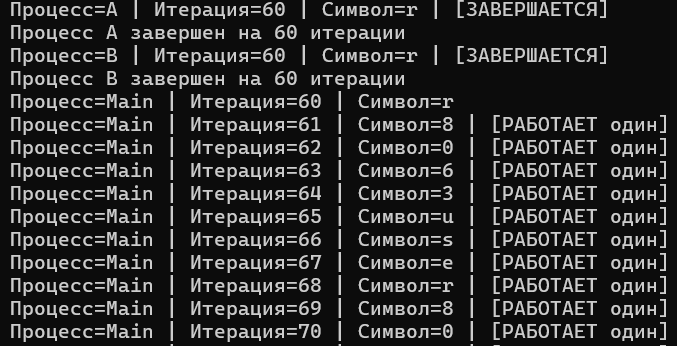 Процесс=A | Итерация=60 | Символ=r | [ЗАВЕРШАЕТСЯ]
Процесс A завершен на 60 итерации
Процесс=B | Итерация=60 | Символ=r | [ЗАВЕРШАЕТСЯ]
Процесс B завершен на 60 итерации
Процесс=Main | Итерация=60 | Символ=r
Процесс=Main | Итерация=61 | Символ=8 | [РАБОТАЕТ один]
Процесс=Main | Итерация=62 | Символ=0 | [РАБОТАЕТ один]
Процесс=Main | Итерация=63 | Символ=6 | [РАБОТАЕТ один]
Процесс=Main | Итерация=64 | Символ=3 | [РАБОТАЕТ один]
Процесс=Main | Итерация=65 | Символ=u | [РАБОТАЕТ один]
Процесс=Main | Итерация=66 | Символ=s | [РАБОТАЕТ один]
Процесс=Main | Итерация=67 | Символ=e | [РАБОТАЕТ один]
Процесс=Main | Итерация=68 | Символ=r | [РАБОТАЕТ один]
Процесс=Main | Итерация=69 | Символ=8 | [РАБОТАЕТ один]
Процесс=Main | Итерация=70 | Символ=0 | [РАБОТАЕТ один]